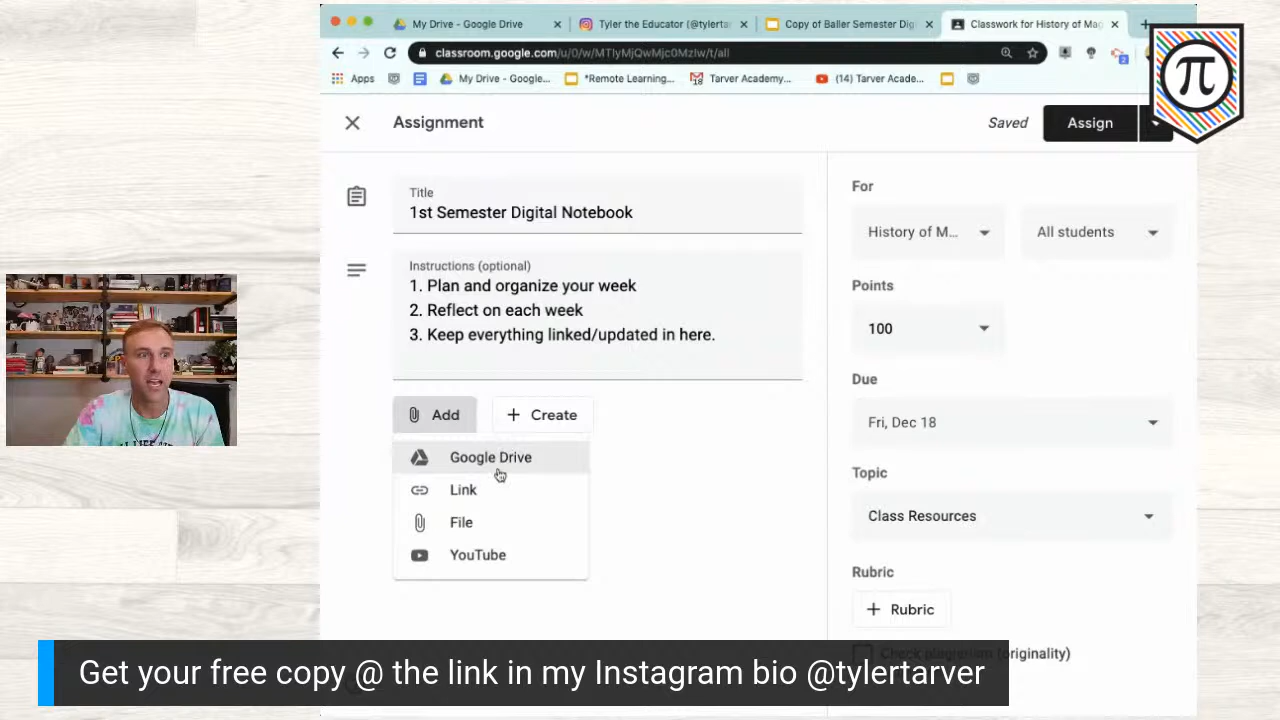 My Drive - Google Drive
Tyler the Educator (@tylertar
Copy of Baller Semester Dig
Classwork for History of Mag
classroom.google.com/u/0/w/MTIyMjQwMjc0MzIw/t/all
Apps
My Drive - Google...
*Remote Learning...
Tarver Academy...
(14) Tarver Acade...
π
Assignment
Saved
Assign
Title
1st Semester Digital Notebook
Instructions (optional)
1. Plan and organize your week
2. Reflect on each week
3. Keep everything linked/updated in here.
Add
Create
Google Drive
Link
File
YouTube
For
History of M...
All students
Points
100
Due
Fri, Dec 18
Topic
Class Resources
Rubric
Rubric
Check plagiarism (originality)
Get your free copy @ the link in my Instagram bio @tylertarver